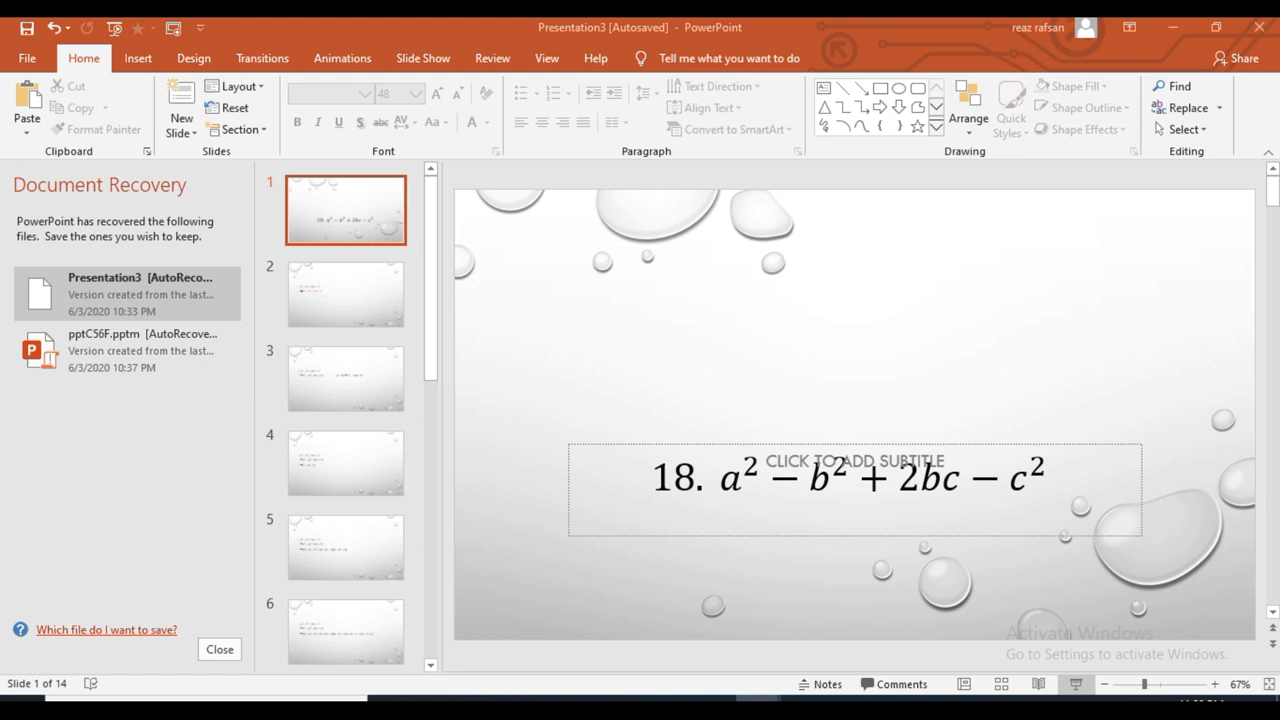 Presentation3 [Autosaved] - PowerPoint
reaz rafsan
File Home Insert Design Transitions Animations Slide Show Review View Help Tell me what you want to do Share
Paste
Cut
Copy
Format Painter
Clipboard
New
Slide
Layout
Reset
Section
Slides
48
B I U S abc AV Aa A
Font
Text Direction
Align Text
Convert to SmartArt
Paragraph
Arrange
Quick
Styles
Shape Fill
Shape Outline
Shape Effects
Drawing
Find
Replace
Select
Editing
Document Recovery
PowerPoint has recovered the following
files. Save the ones you wish to keep.
Presentation3 [AutoReco...
Version created from the last...
6/3/2020 10:33 PM
pptC56F.pptm [AutoRecove...
Version created from the last...
6/3/2020 10:37 PM
Which file do I want to save?
Close
1
2
3
4
5
6
CLICK TO ADD SUBTITLE
18. a² − b² + 2bc − c²
Activate Windows
Go to Settings to activate Windows.
Slide 1 of 14
Notes
Comments
67%